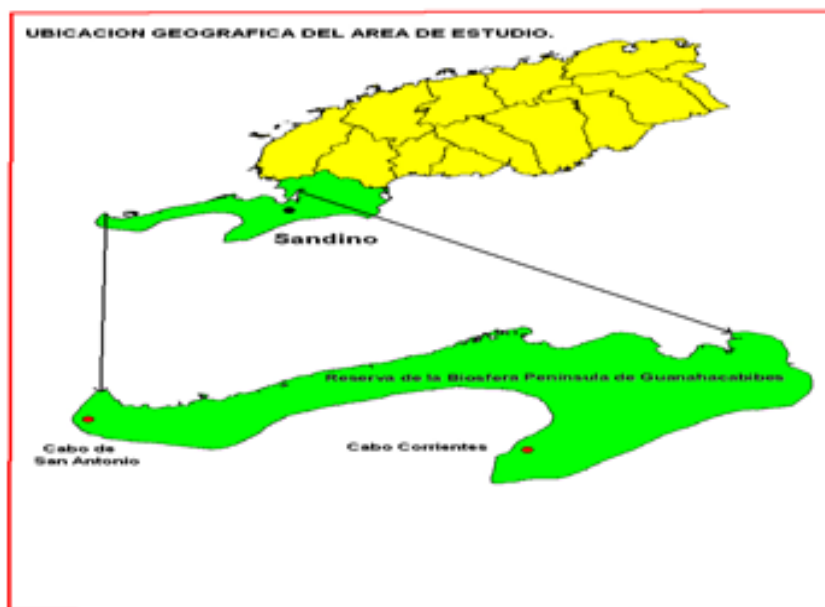 UBICACION GEOGRAFICA DEL AREA DE ESTUDIO.
Sandino
Reserva de la Biosfera Peninsula de Guanahacabibes
Cabo de
San Antonio
Cabo Corrientes